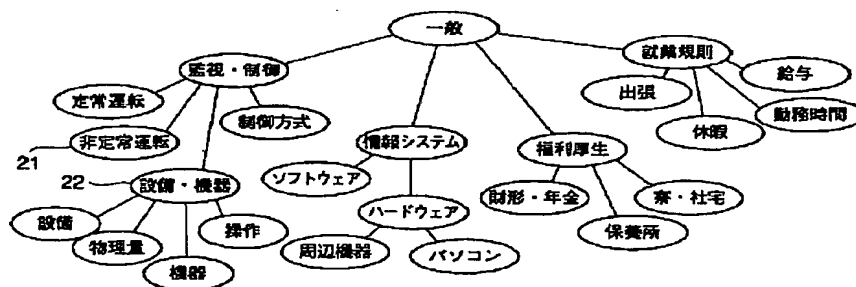 一般
監視・制御
就業規則
定常運転
給与
出張
制御方式
勤務時間
非定常運転
休暇
21
情報システム
福利厚生
22
設備・機器
ソフトウェア
財形・年金
寮・社宅
設備
操作
ハードウェア
物理量
保養所
機器
周辺機器
パソコン